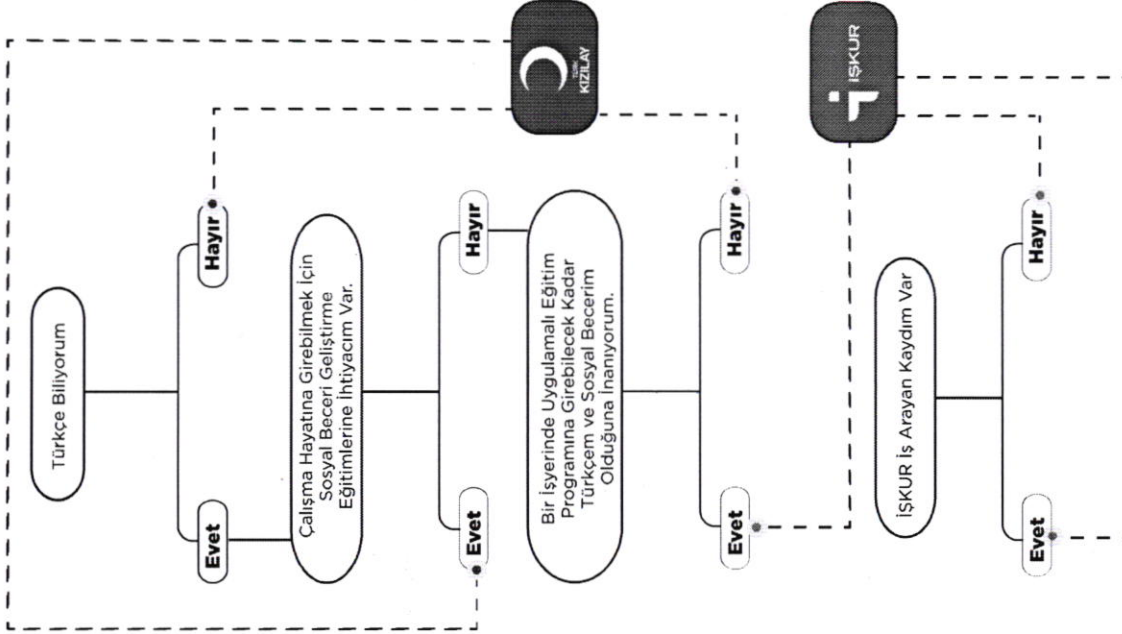 Türkçe Biliyorum
Evet
Hayır
Çalışma Hayatına Girebilmek İçin
Sosyal Beceri Geliştirme
Eğitimlerine İhtiyacım Var.
Evet
Hayır
TÜRK
KIZILAY
Bir İşyerinde Uygulamalı Eğitim
Programına Girebilecek Kadar
Türkçem ve Sosyal Becerim
Olduğuna İnanıyorum.
Evet
Hayır
İŞKUR
İŞKUR İş Arayan Kaydım Var
Evet
Hayır